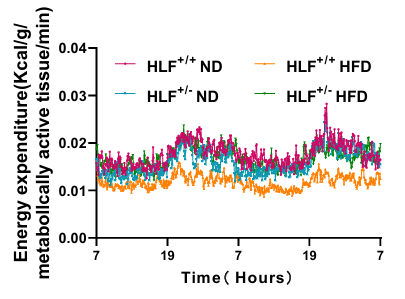 Energy expenditure(Kcal/g/
metabollically active tissue/min)
0.04
0.03
0.02
0.01
0.00
HLF+/+ ND
HLF+/- ND
HLF+/+ HFD
HLF+/- HFD
7
19
7
19
7
Time( Hours)